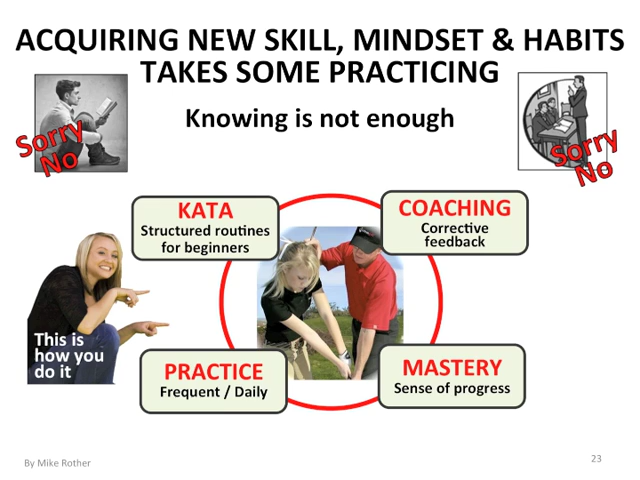 ACQUIRING NEW SKILL, MINDSET & HABITS
TAKES SOME PRACTICING
Knowing is not enough
Sorry
No
Sorry
No
KATA
Structured routines
for beginners
COACHING
Corrective
feedback
This is
how you
do it
PRACTICE
Frequent / Daily
MASTERY
Sense of progress
By Mike Rother
23